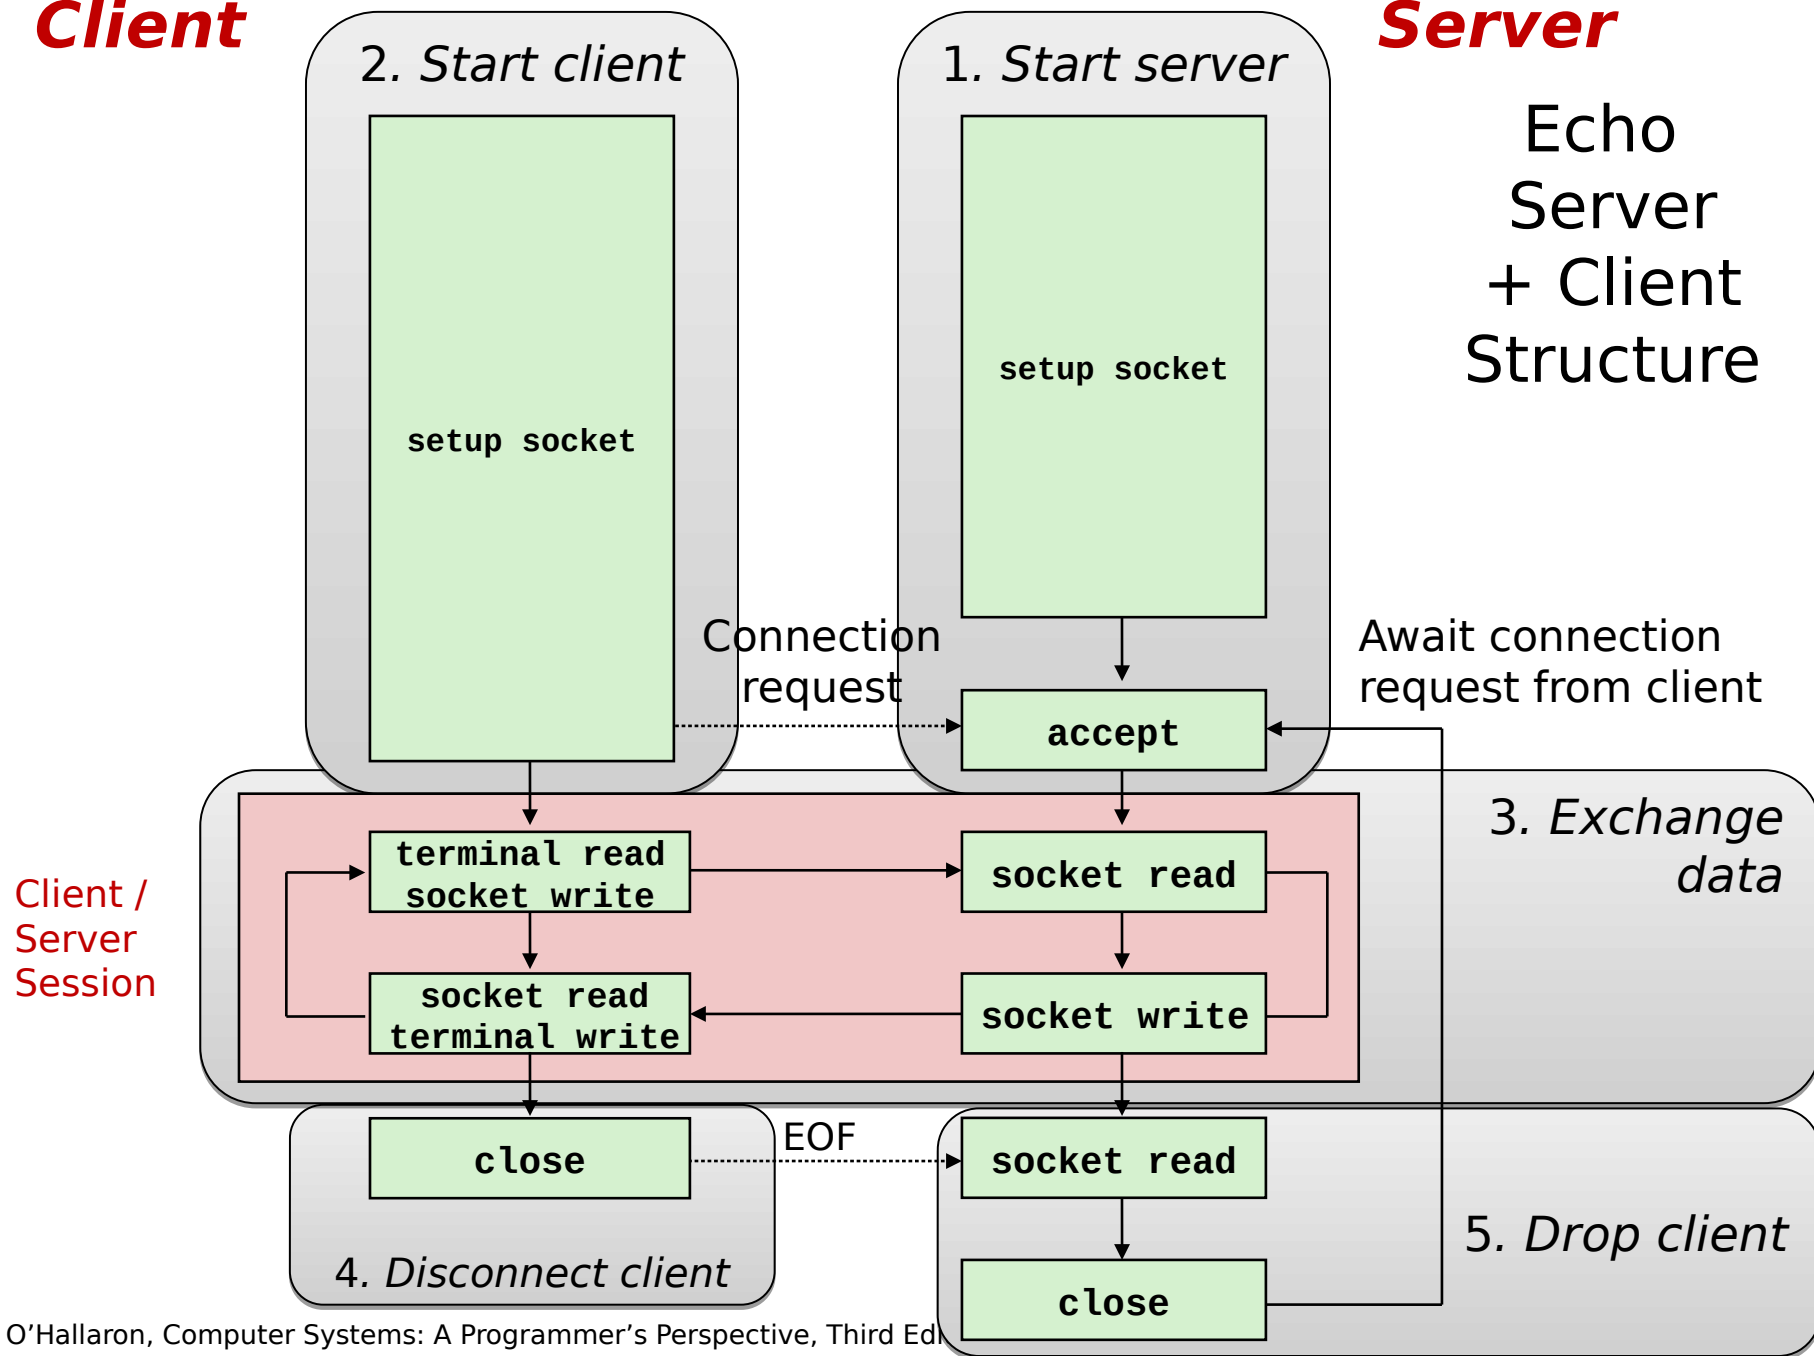 Client
Server
2. Start client
1. Start server
Echo
Server
+ Client
Structure
setup socket
setup socket
Connection
request
Await connection
request from client
accept
3. Exchange
data
terminal read
socket write
socket read
Client /
Server
Session
socket read
terminal write
socket write
close
EOF
socket read
5. Drop client
4. Disconnect client
close
O’Hallaron, Computer Systems: A Programmer’s Perspective, Third Ed